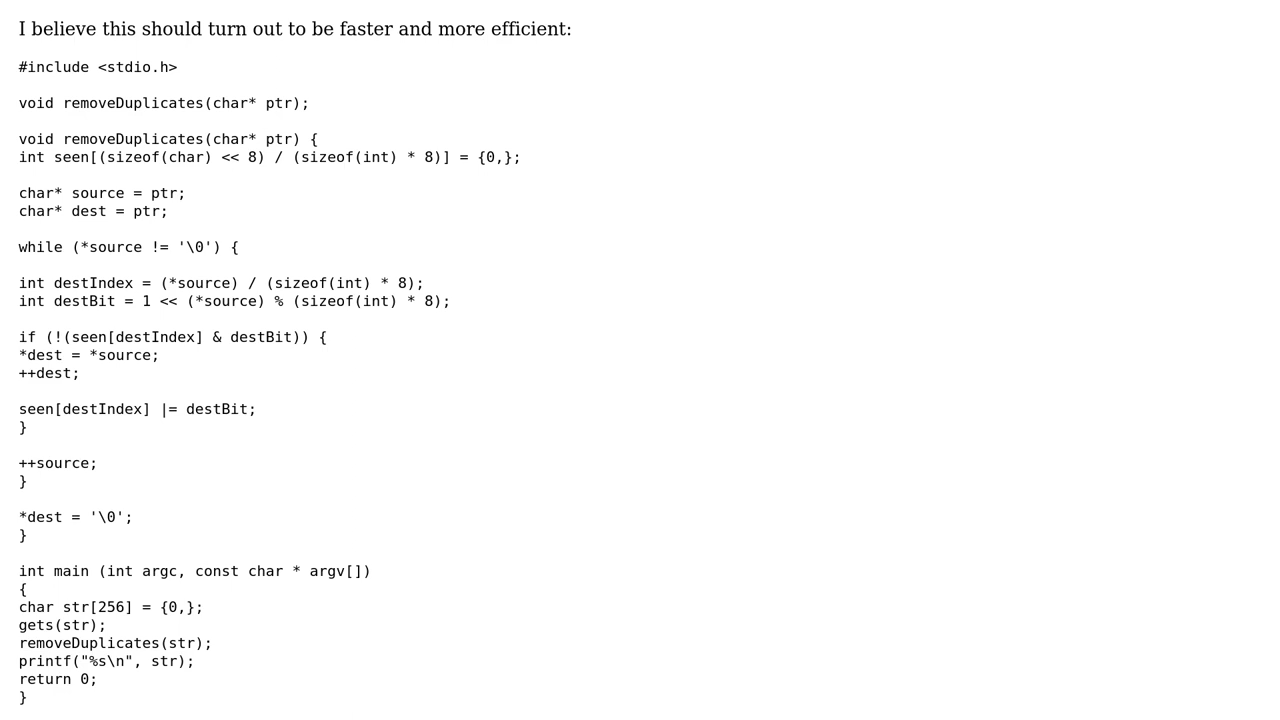 I believe this should turn out to be faster and more efficient:
#include <stdio.h>
void removeDuplicates(char* ptr);
void removeDuplicates(char* ptr) {
int seen[(sizeof(char) << 8) / (sizeof(int) * 8)] = {0,};
char* source = ptr;
char* dest = ptr;
while (*source != '\0') {
int destIndex = (*source) / (sizeof(int) * 8);
int destBit = 1 << (*source) % (sizeof(int) * 8);
if (!(seen[destIndex] & destBit)) {
*dest = *source;
++dest;
seen[destIndex] |= destBit;
}
++source;
}
*dest = '\0';
}
int main (int argc, const char * argv[])
{
char str[256] = {0,};
gets(str);
removeDuplicates(str);
printf("%s\n", str);
return 0;
}